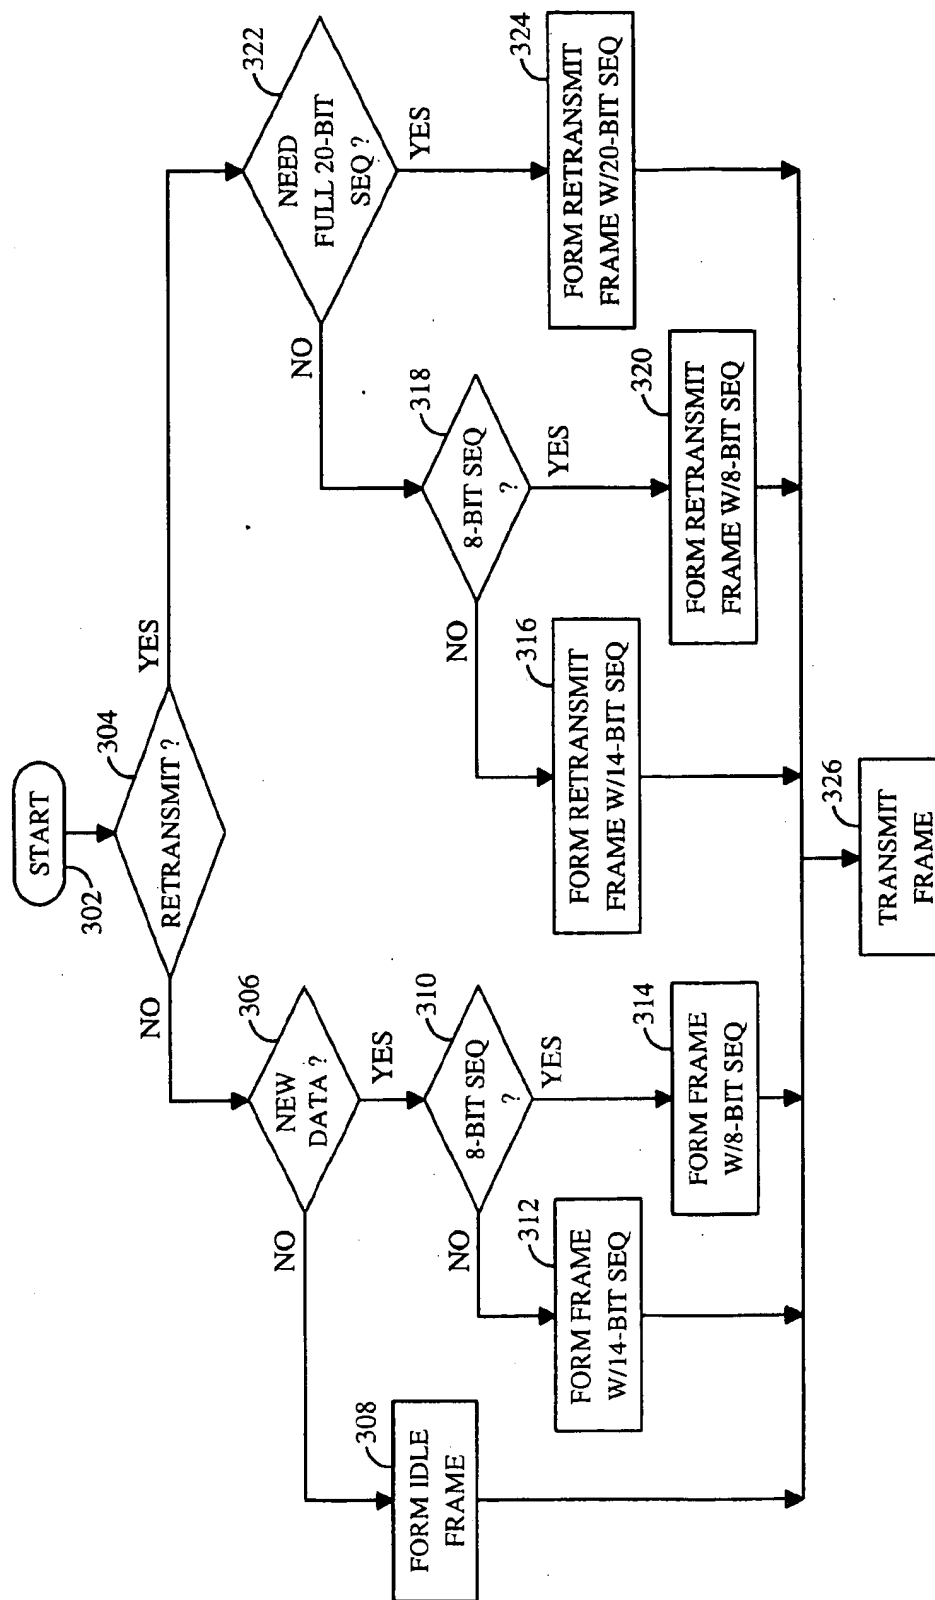 START
302
304
RETRANSMIT ?
NO
YES
306
NEW
DATA ?
NO
YES
308
FORM IDLE
FRAME
310
8-BIT SEQ
?
NO
YES
312
FORM FRAME
W/14-BIT SEQ
314
FORM FRAME
W/8-BIT SEQ
322
NEED
FULL 20-BIT
SEQ ?
NO
YES
318
8-BIT SEQ
?
NO
YES
316
FORM RETRANSMIT
FRAME W/14-BIT SEQ
320
FORM RETRANSMIT
FRAME W/8-BIT SEQ
324
FORM RETRANSMIT
FRAME W/20-BIT SEQ
326
TRANSMIT
FRAME